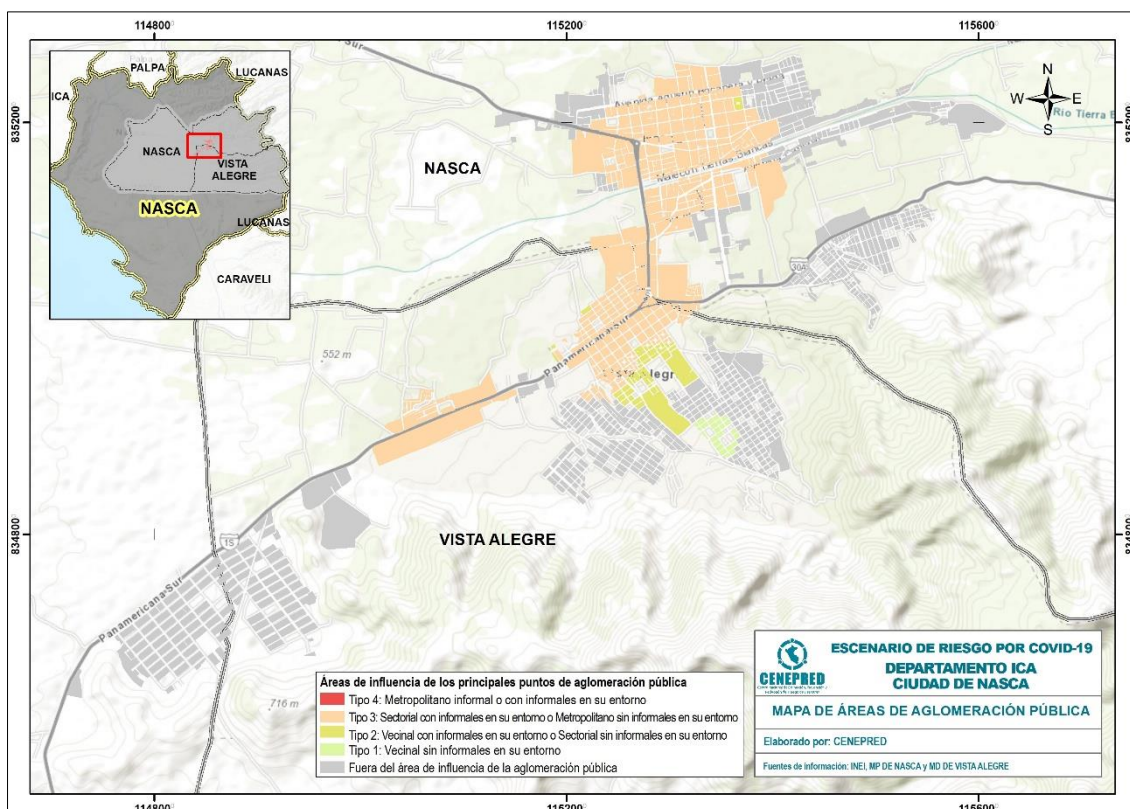 114800
115200
115600
835200
834800
PALPA
LUCANAS
ICA
NASCA
VISTA
ALEGRE
NASCA
LUCANAS
CARAVELI
N
W
E
S
NASCA
30A
Panamericana Sur
552 m
VISTA ALEGRE
1S
Panamericana Sur
716 m
Áreas de influencia de los principales puntos de aglomeración pública
Tipo 4: Metropolitano informal o con informales en su entorno
Tipo 3: Sectorial con informales en su entorno o Metropolitano sin informales en su entorno
Tipo 2: Vecinal con informales en su entorno o Sectorial sin informales en su entorno
Tipo 1: Vecinal sin informales en su entorno
Fuera del área de influencia de la aglomeración pública
CENEPRED
ESCENARIO DE RIESGO POR COVID-19
DEPARTAMENTO ICA
CIUDAD DE NASCA
MAPA DE ÁREAS DE AGLOMERACIÓN PÚBLICA
Elaborado por: CENEPRED
Fuentes de información: INEI, MP DE NASCA y MD DE VISTA ALEGRE
834800
114800
115200
115600